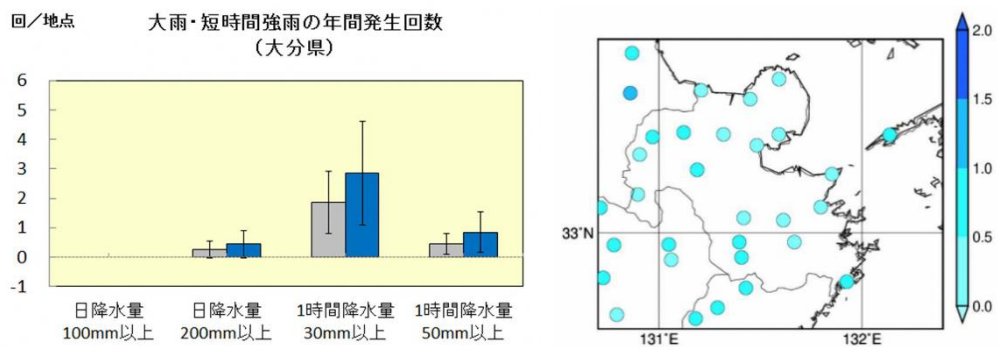 回／地点
大雨・短時間強雨の年間発生回数
（大分県）
6
5
4
3
2
1
0
-1
日降水量
100mm以上
日降水量
200mm以上
1時間降水量
30mm以上
1時間降水量
50mm以上
33°N
131°E
132°E
2.0
1.5
1.0
0.5
0.0